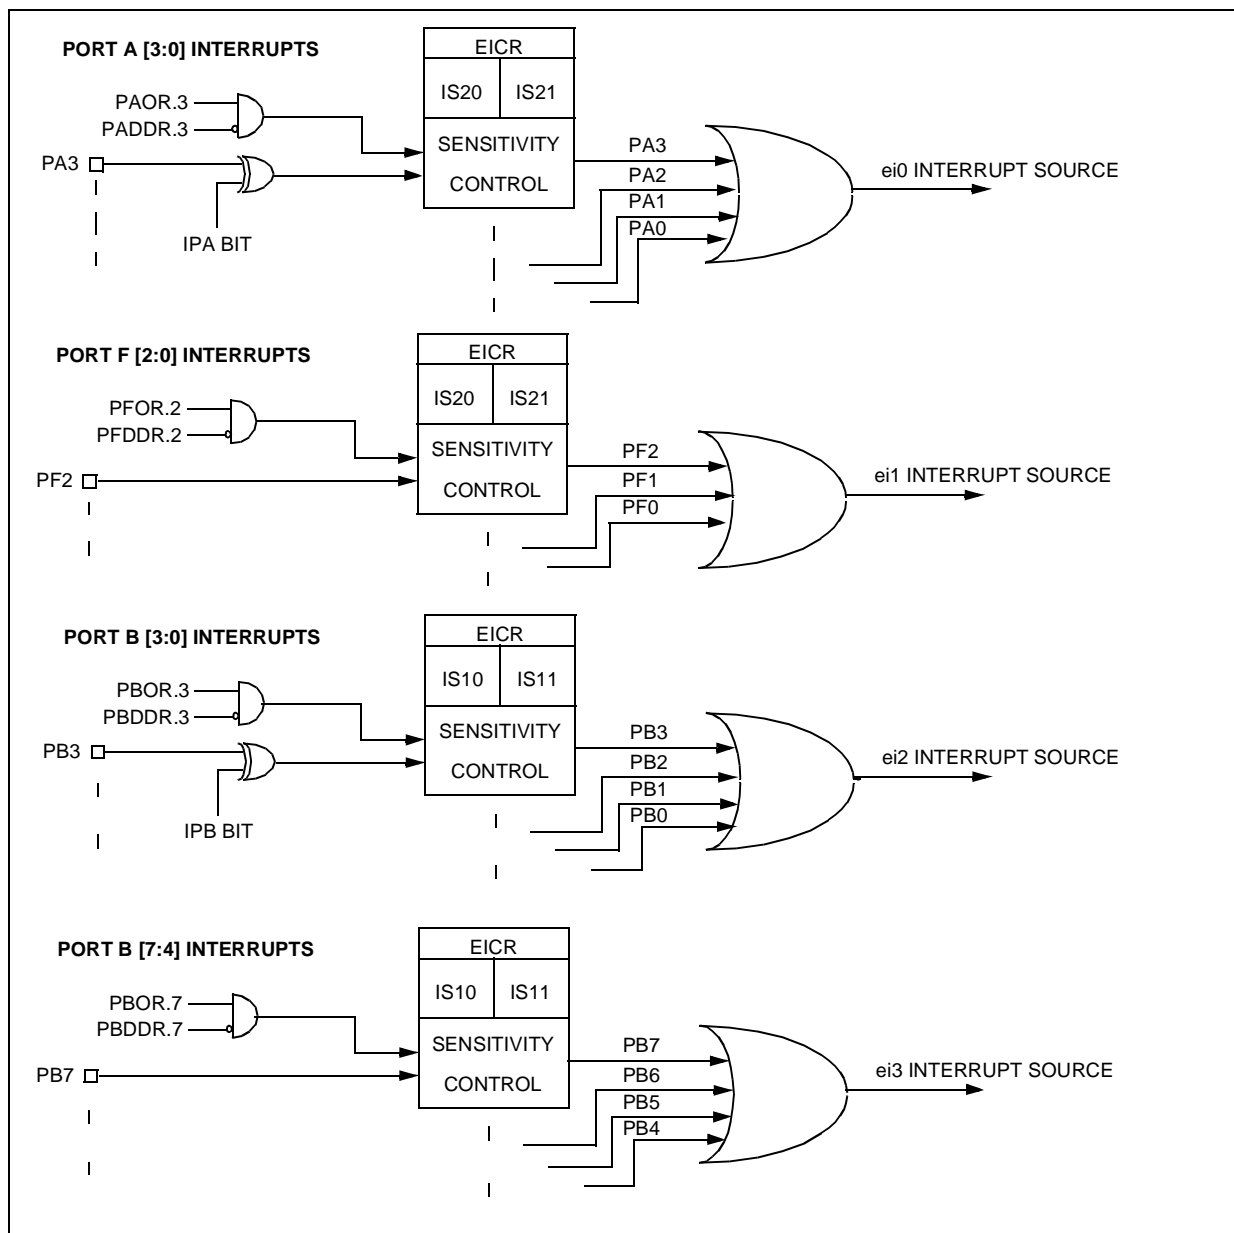 PORT A [3:0] INTERRUPTS
EICR
IS20 IS21
PAOR.3
PADDR.3
SENSITIVITY
CONTROL
PA3
IPA BIT
PA3
PA2
PA1
PA0
ei0 INTERRUPT SOURCE
PORT F [2:0] INTERRUPTS
EICR
IS20 IS21
PFOR.2
PFDDR.2
SENSITIVITY
CONTROL
PF2
PF2
PF1
PF0
ei1 INTERRUPT SOURCE
PORT B [3:0] INTERRUPTS
EICR
IS10 IS11
PBOR.3
PBDDR.3
SENSITIVITY
CONTROL
PB3
IPB BIT
PB3
PB2
PB1
PB0
ei2 INTERRUPT SOURCE
PORT B [7:4] INTERRUPTS
EICR
IS10 IS11
PBOR.7
PBDDR.7
SENSITIVITY
CONTROL
PB7
PB7
PB6
PB5
PB4
ei3 INTERRUPT SOURCE